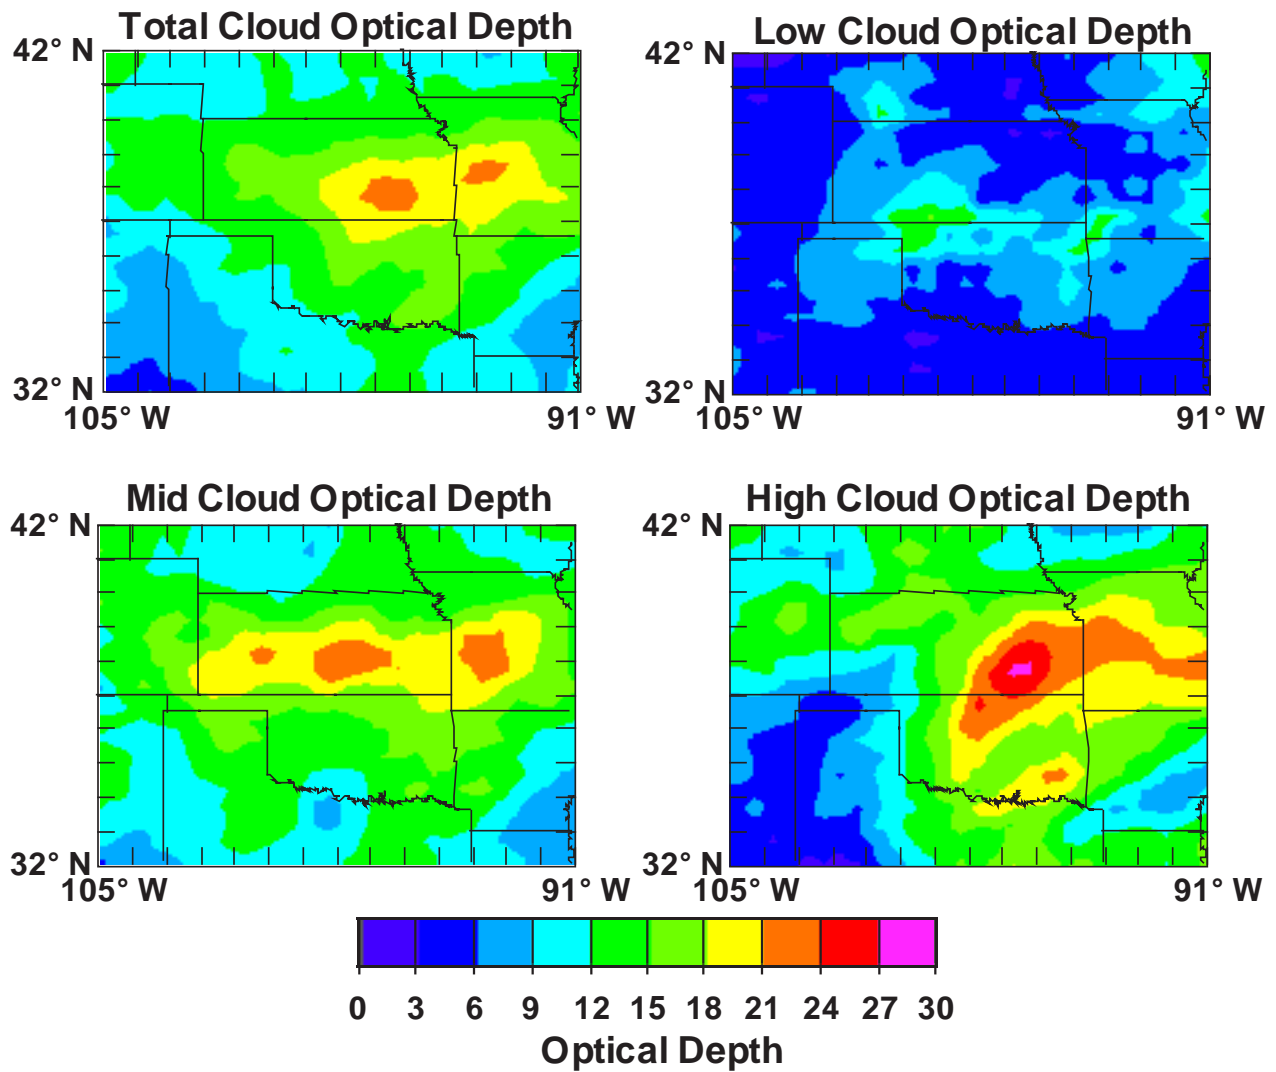 Total Cloud Optical Depth
42° N
32° N
105° W
91° W
Low Cloud Optical Depth
42° N
32° N
105° W
91° W
Mid Cloud Optical Depth
42° N
32° N
105° W
91° W
High Cloud Optical Depth
42° N
32° N
105° W
91° W
0 3 6 9 12 15 18 21 24 27 30
Optical Depth